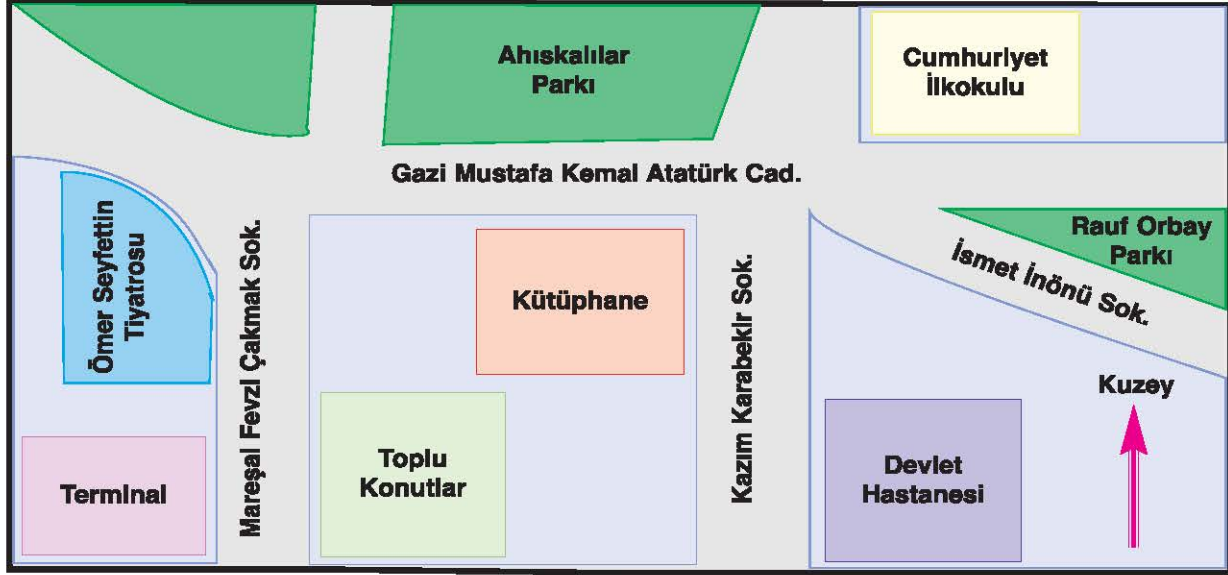 Ahıskalılar
Parkı
Cumhuriyet
İlkokulu
Gazi Mustafa Kemal Atatürk Cad.
Ömer Seyfettin
Tiyatrosu
Mareşal Fevzi Çakmak Sok.
Kütüphane
Kazım Karabekir Sok.
Rauf Orbay
Parkı
İsmet İnönü Sok.
Kuzey
Terminal
Toplu
Konutlar
Devlet
Hastanesi